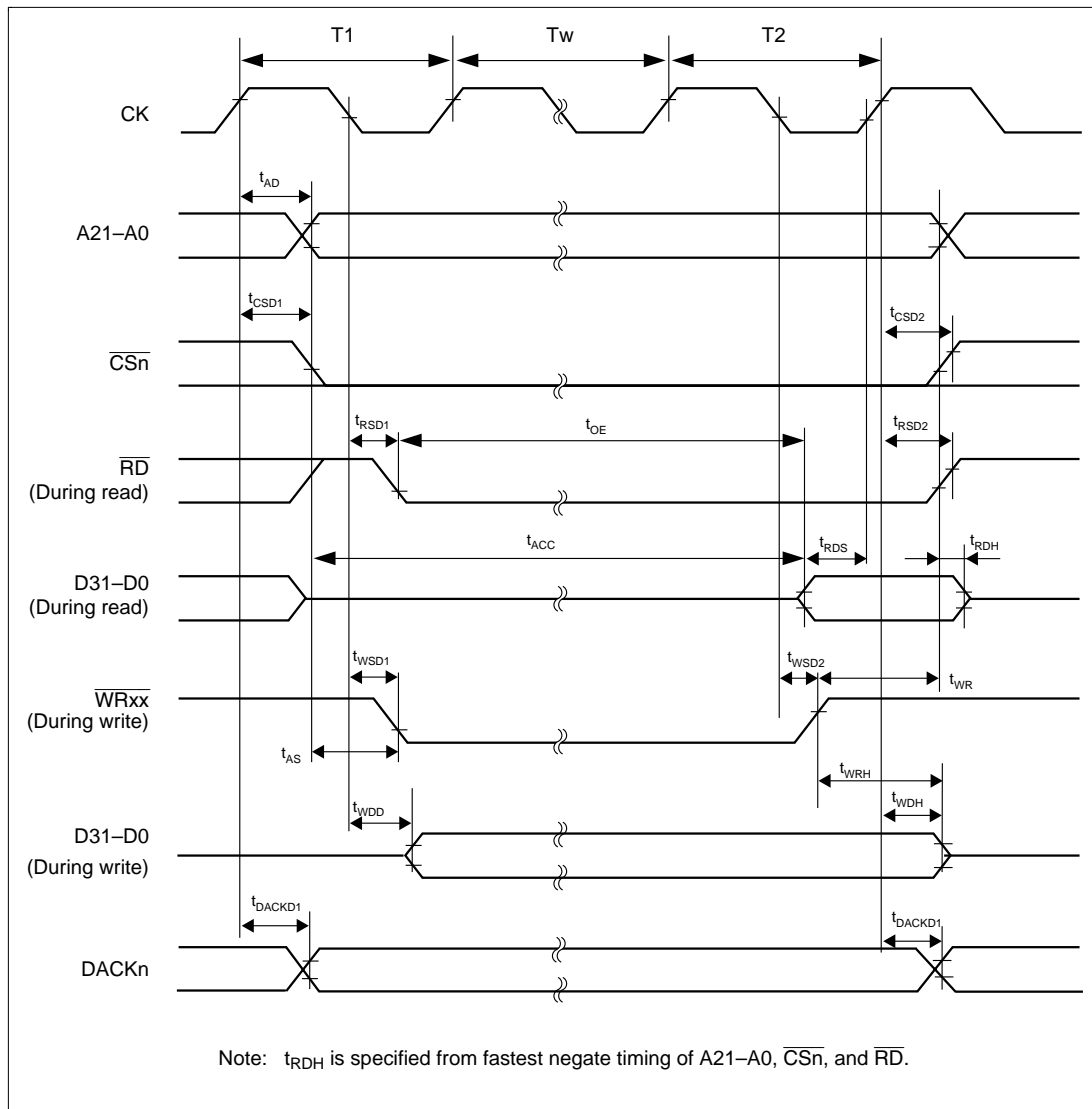 T1 Tw T2
CK
tAD
A21–A0
tCSD1 tCSD2
CSn
tRSD1 tOE tRSD2
RD
(During read)
tACC tRDS tRDH
D31–D0
(During read)
tWSD1 tWSD2 tWR
WRxx
(During write)
tAS
tWRH
tWDD tWDH
D31–D0
(During write)
tDACKD1 tDACKD1
DACKn
Note: tRDH is specified from fastest negate timing of A21–A0, CSn, and RD.